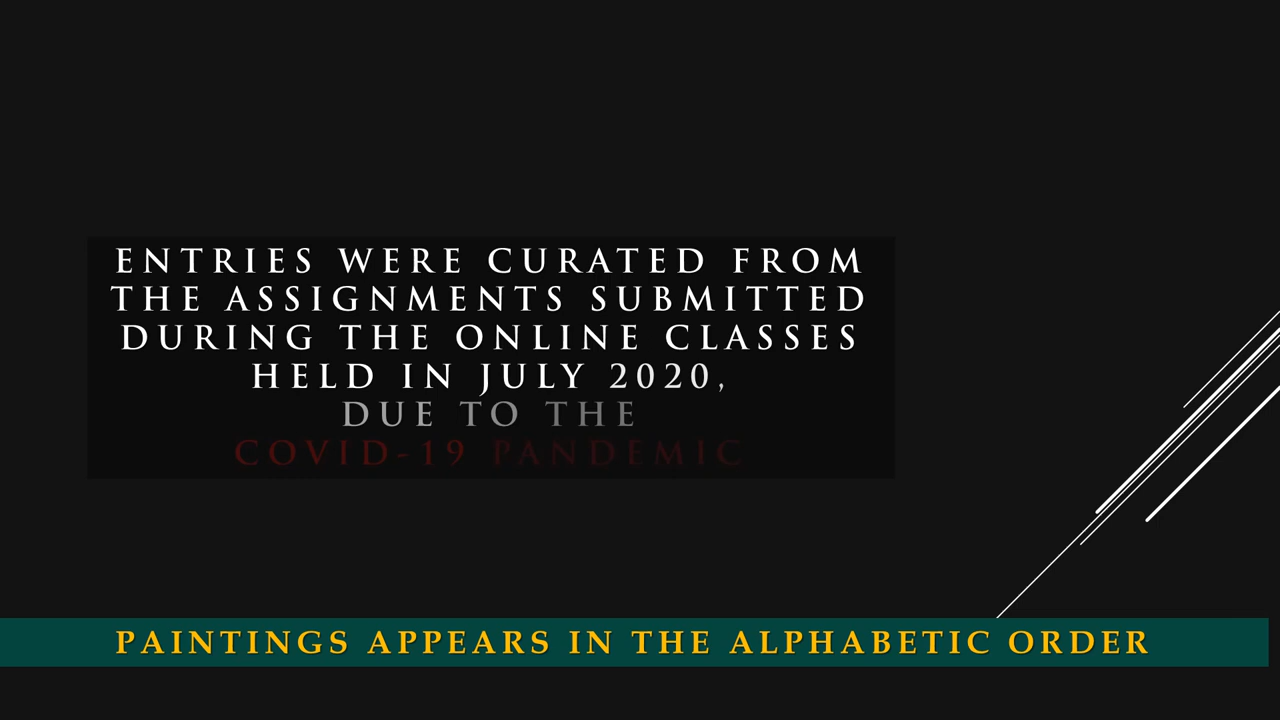 ENTRIES WERE CURATED FROM
THE ASSIGNMENTS SUBMITTED
DURING THE ONLINE CLASSES
HELD IN JULY 2020,
DUE TO THE
COVID-19 PANDEMIC
PAINTINGS APPEARS IN THE ALPHABETIC ORDER